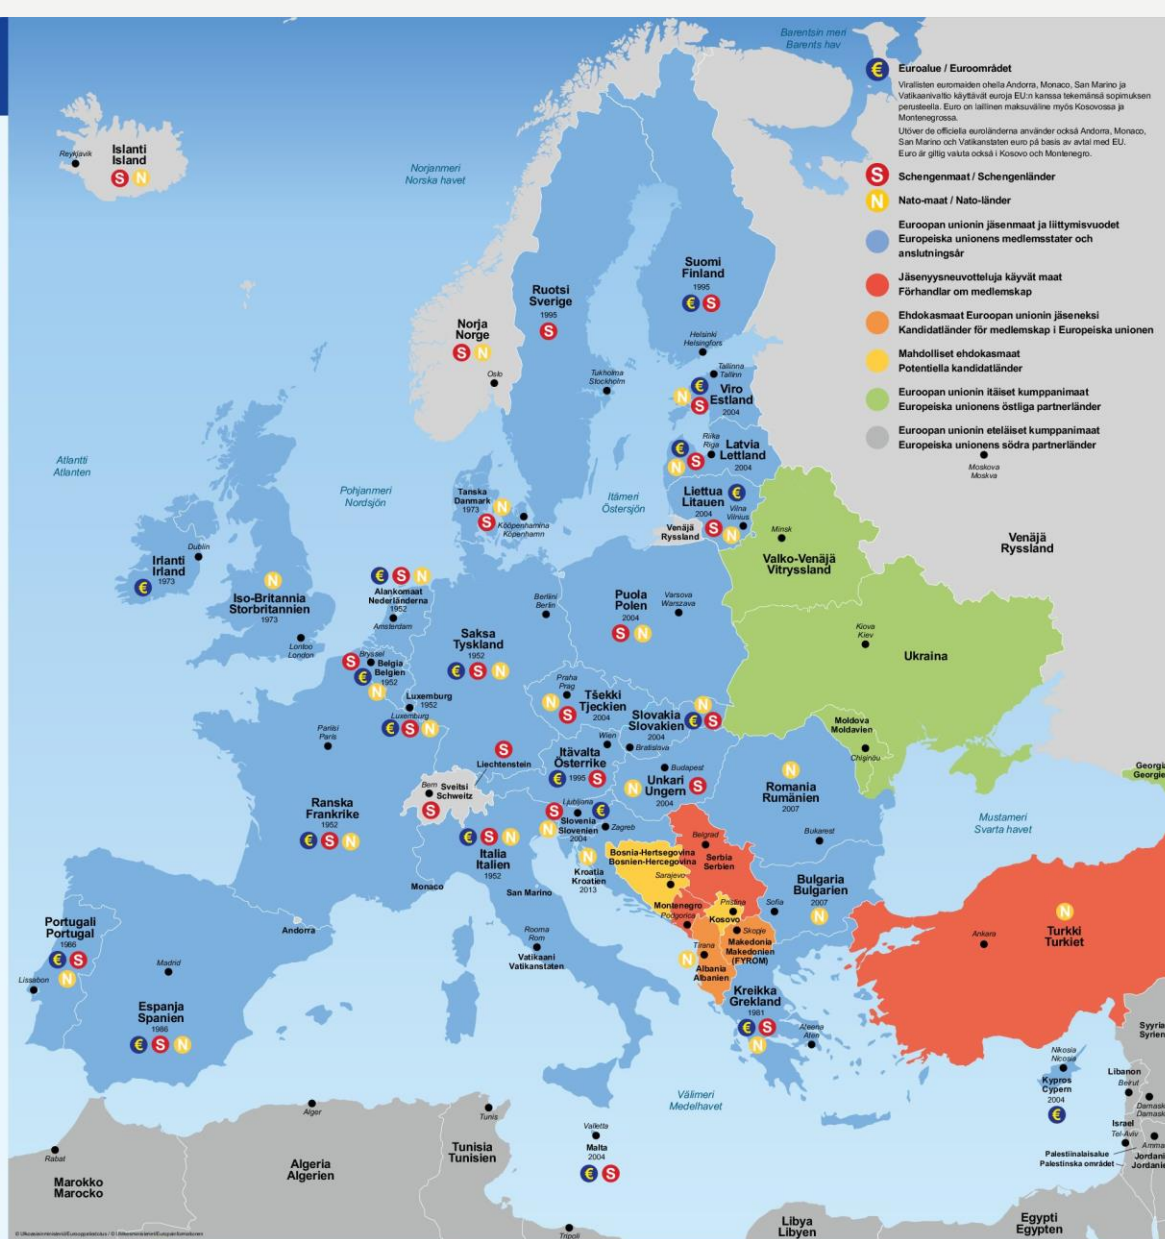 Barentsin meri
Barents hav
Euroalue / Euroområdet
Virallisten euromaiden ohella Andorra, Monaco, San Marino ja
Vatikaanivaltio käyttävät euroja EU:n kanssa tekemänsä sopimuksen
perusteella. Euro on laillinen maksuväline myös Kosovossa ja
Montenegrossa.
Utöver de officiella euroländerna använder också Andorra, Monaco,
San Marino och Vatikanstaten euro på basis av avtal med EU.
Euro är giltig valuta också i Kosovo och Montenegro.
S Schengenmaat / Schengenländer
N Nato-maat / Nato-länder
Euroopan unionin jäsenmaat ja liittymisvuodet
Europeiska unionens medlemsstater och
anslutningsår
Jäsenyysneuvotteluja käyvät maat
Förhandlar om medlemskap
Ehdokasmaat Euroopan unionin jäseneksi
Kandidatländer för medlemskap i Europeiska unionen
Mahdolliset ehdokasmaat
Potentiella kandidatländer
Euroopan unionin itäiset kumppanimaat
Europeiska unionens östliga partnerländer
Euroopan unionin eteläiset kumppanimaat
Europeiska unionens södra partnerländer
Islanti
Island
Reykjavik
S N
Norjanmeri
Norska havet
Suomi
Finland
1995
€ S
Helsinki
Helsingfors
Ruotsi
Sverige
1995
S
Tukholma
Stockholm
Norja
Norge
S N
Oslo
Tallinna
Tallinn
€ N S
Viro
Estland
2004
Riika
Riga
Latvia
Lettland
2004
€ N S
Liettua
Litauen
2004
€ S N
Vilna
Vilnius
Venäjä
Ryssland
Moskova
Moskva
Venäjä
Ryssland
Atlantti
Atlanten
Pohjanmeri
Nordsjön
Itämeri
Östersjön
Tanska
Danmark
1973
N S
Kööpenhamina
Köpenhamn
Minsk
Valko-Venäjä
Vitryssland
Irlanti
Irland
1973
€
Dublin
Iso-Britannia
Storbritannien
1973
N
Lontoo
London
€ S N
Alankomaat
Nederländerna
1952
Amsterdam
Berliini
Berlin
Saksa
Tyskland
1952
€ S N
Puola
Polen
2004
S N
Varsova
Warszava
Kiova
Kiev
Ukraina
Bryssel
Belgia
Belgien
1952
S € N
Luxemburg
1952
Luxemburg
€ S N
Praha
Prag
Tšekki
Tjeckien
2004
N S
Slovakia
Slovakien
2004
N € S
Bratislava
Moldova
Moldavien
Chişinău
Georgia
Georgien
Pariisi
Paris
Ranska
Frankrike
1952
€ S N
S
Liechtenstein
Bern
Sveitsi
Schweitz
S
Wien
Itävalta
Österrike
€ 1995 S
Budapest
Unkari
Ungern
2004
N S
N
Romania
Rumänien
2007
Bukarest
Mustameri
Svarta havet
Ljubljana
Slovenia
Slovenien
2004
S € N
Zagreb
N
Kroatia
Kroatien
2013
€ S N
Italia
Italien
1952
Monaco
San Marino
Rooma
Rom
Vatikaani
Vatikanstaten
Bosnia-Hertsegovina
Bosnien-Hercegovina
Sarajevo
Belgrad
Serbia
Serbien
Montenegro
Podgorica
Pristina
Kosovo
Skopje
Makedonia
Makedonien
(FYROM)
Tirana
Albania
Albanien
N
Bulgaria
Bulgarien
2007
Sofia
N
N
Turkki
Turkiet
Ankara
Portugali
Portugal
1986
€ S N
Lissabon
Madrid
Espanja
Spanien
1986
€ S N
Andorra
Kreikka
Grekland
1981
€ S N
Ateena
Aten
Nikosia
Nicosia
Kypros
Cypern
2004
€
Syyria
Syrien
Libanon
Beirut
Israel
Tel-Aviv
Palestiinalaisalue
Palestinska området
Välimeri
Medelhavet
Valletta
Malta
2004
€ S
Rabat
Marokko
Marocko
Alger
Algeria
Algerien
Tunis
Tunisia
Tunisien
Tripoli
Libya
Libyen
Egypti
Egypten